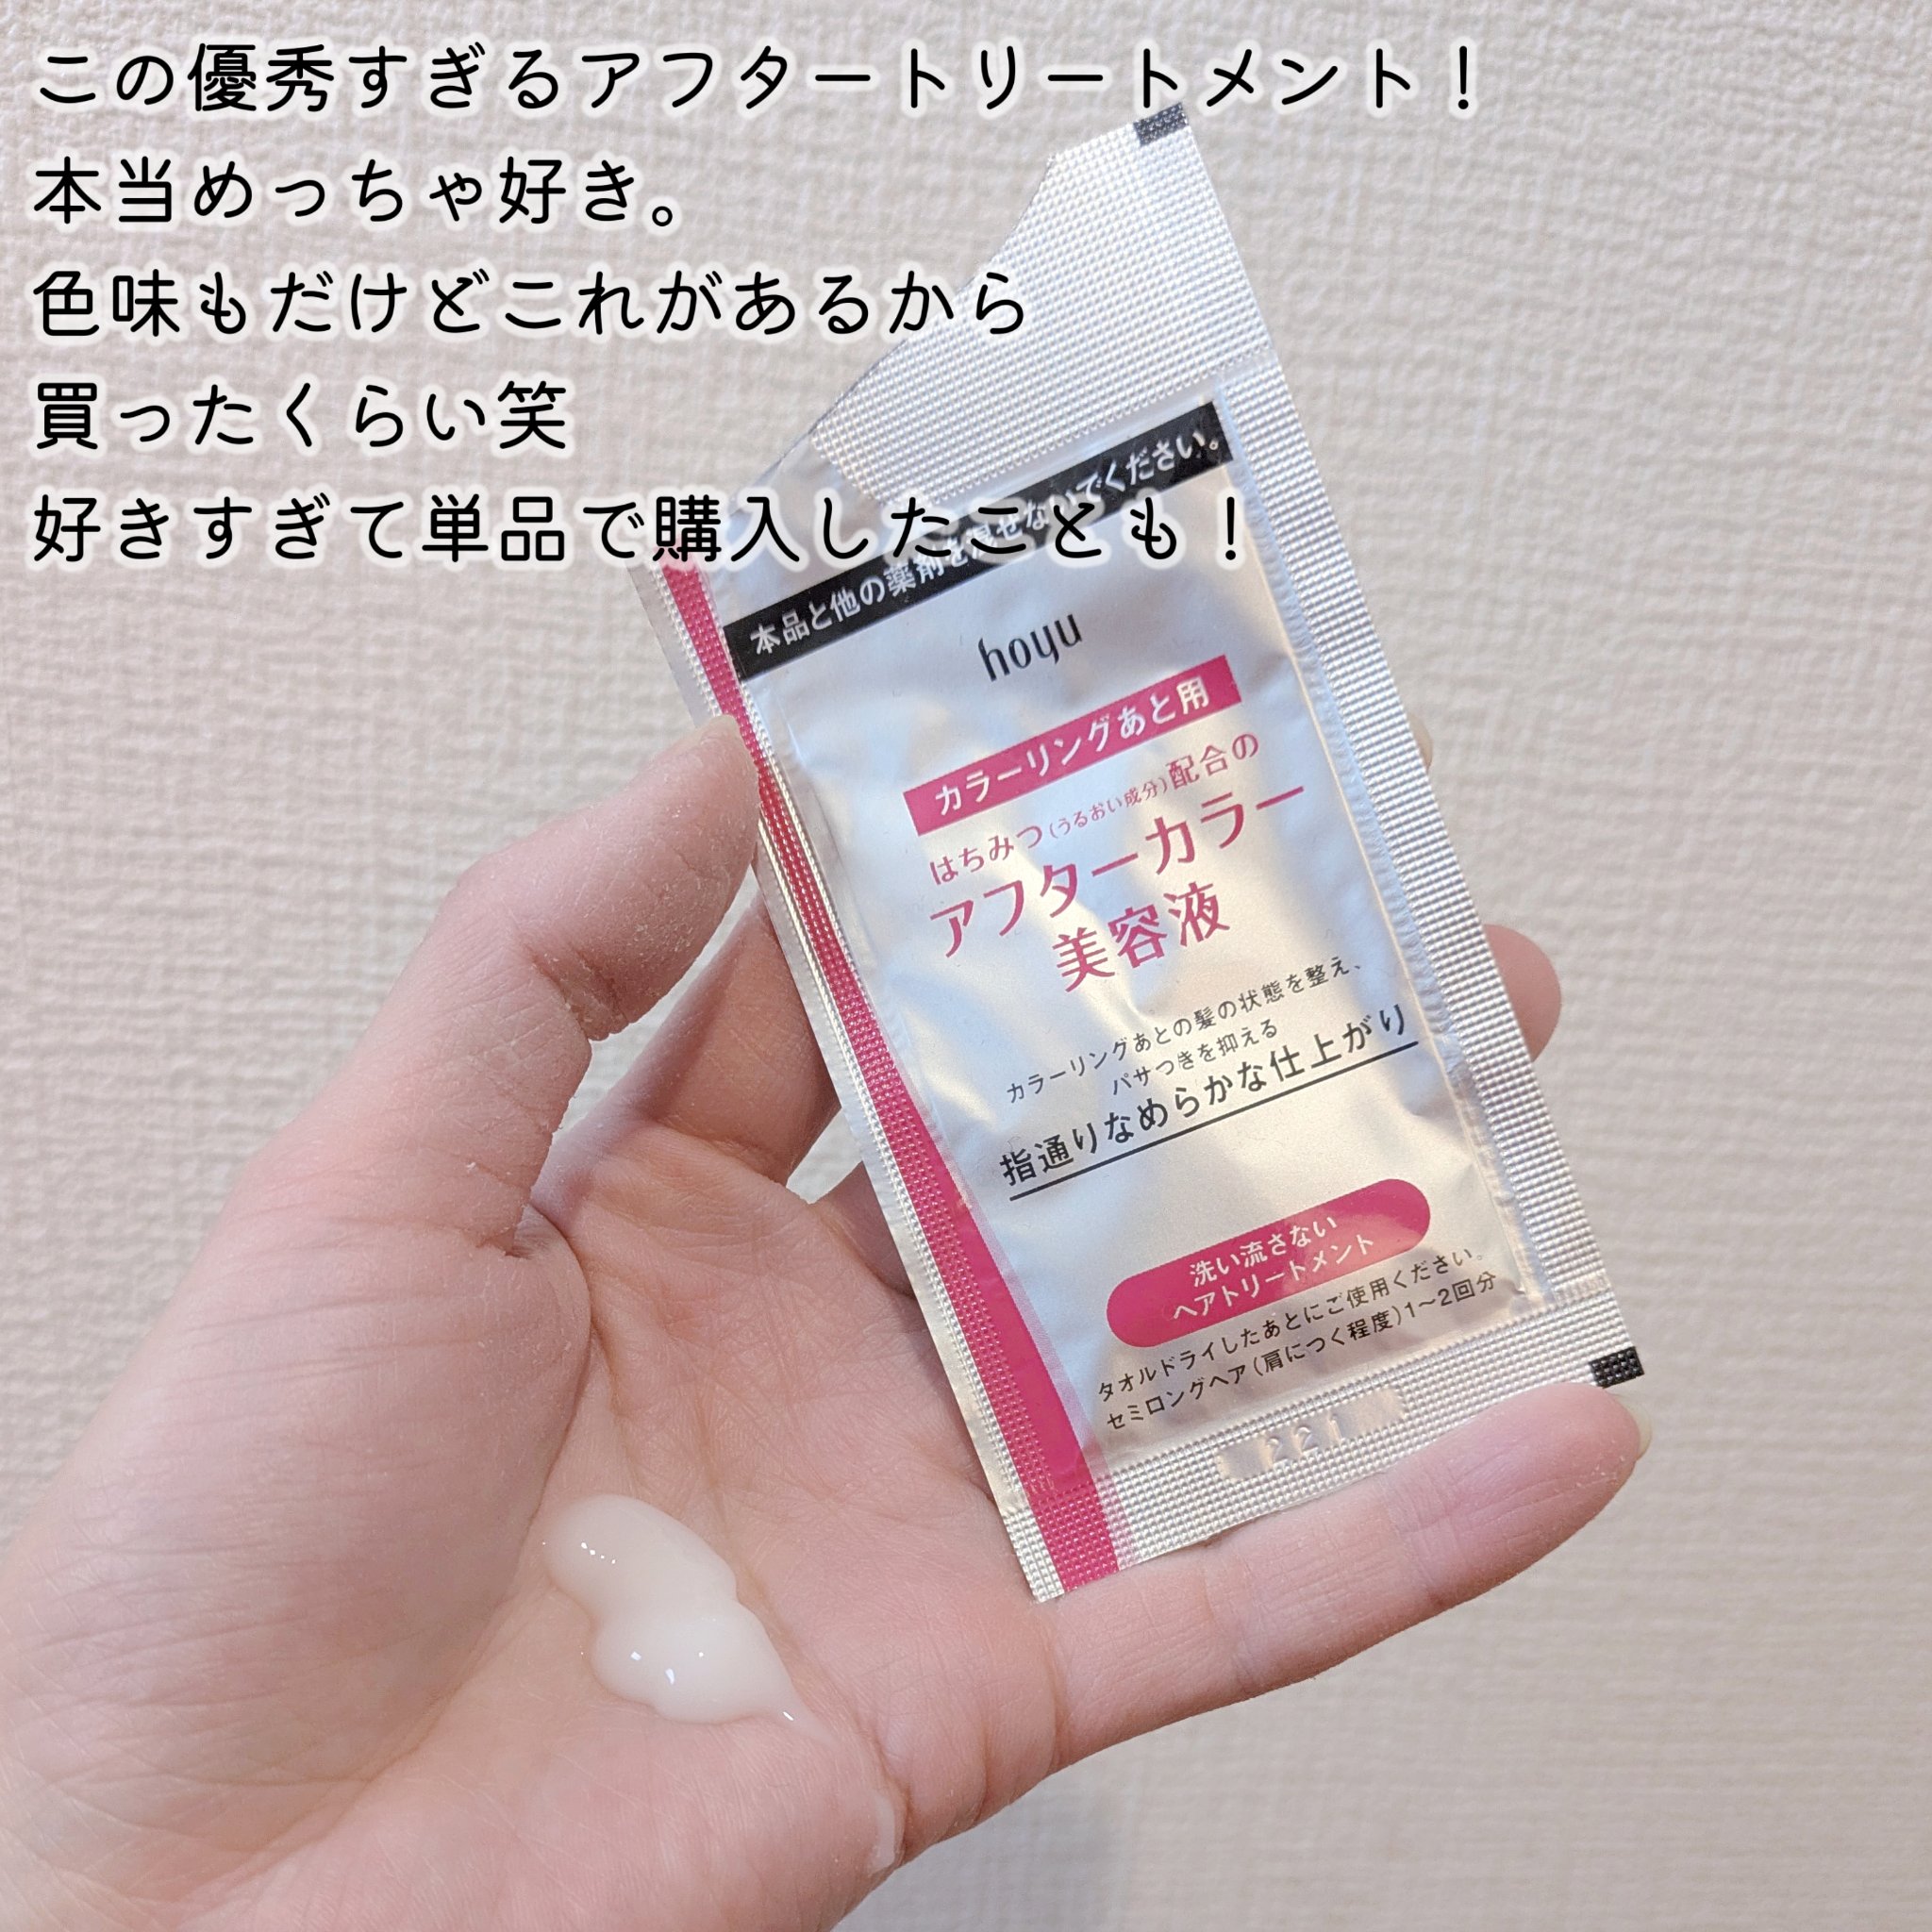 この優秀すぎるアフタートリートメント！
本当めっちゃ好き。
色味もだけどこれがあるから
買ったくらい笑
好きすぎて単品で購入したことも！
本品と他の薬剤を混ぜないでください。
hoyu
カラーリングあと用
はちみつ(うるおい成分)配合の
アフターカラー
美容液
カラーリングあとの髪の状態を整え、
パサつきを抑える
指通りなめらかな仕上がり
洗い流さない
ヘアトリートメント
タオルドライしたあとにご使用ください。
セミロングヘア(肩につく程度)1〜2回分